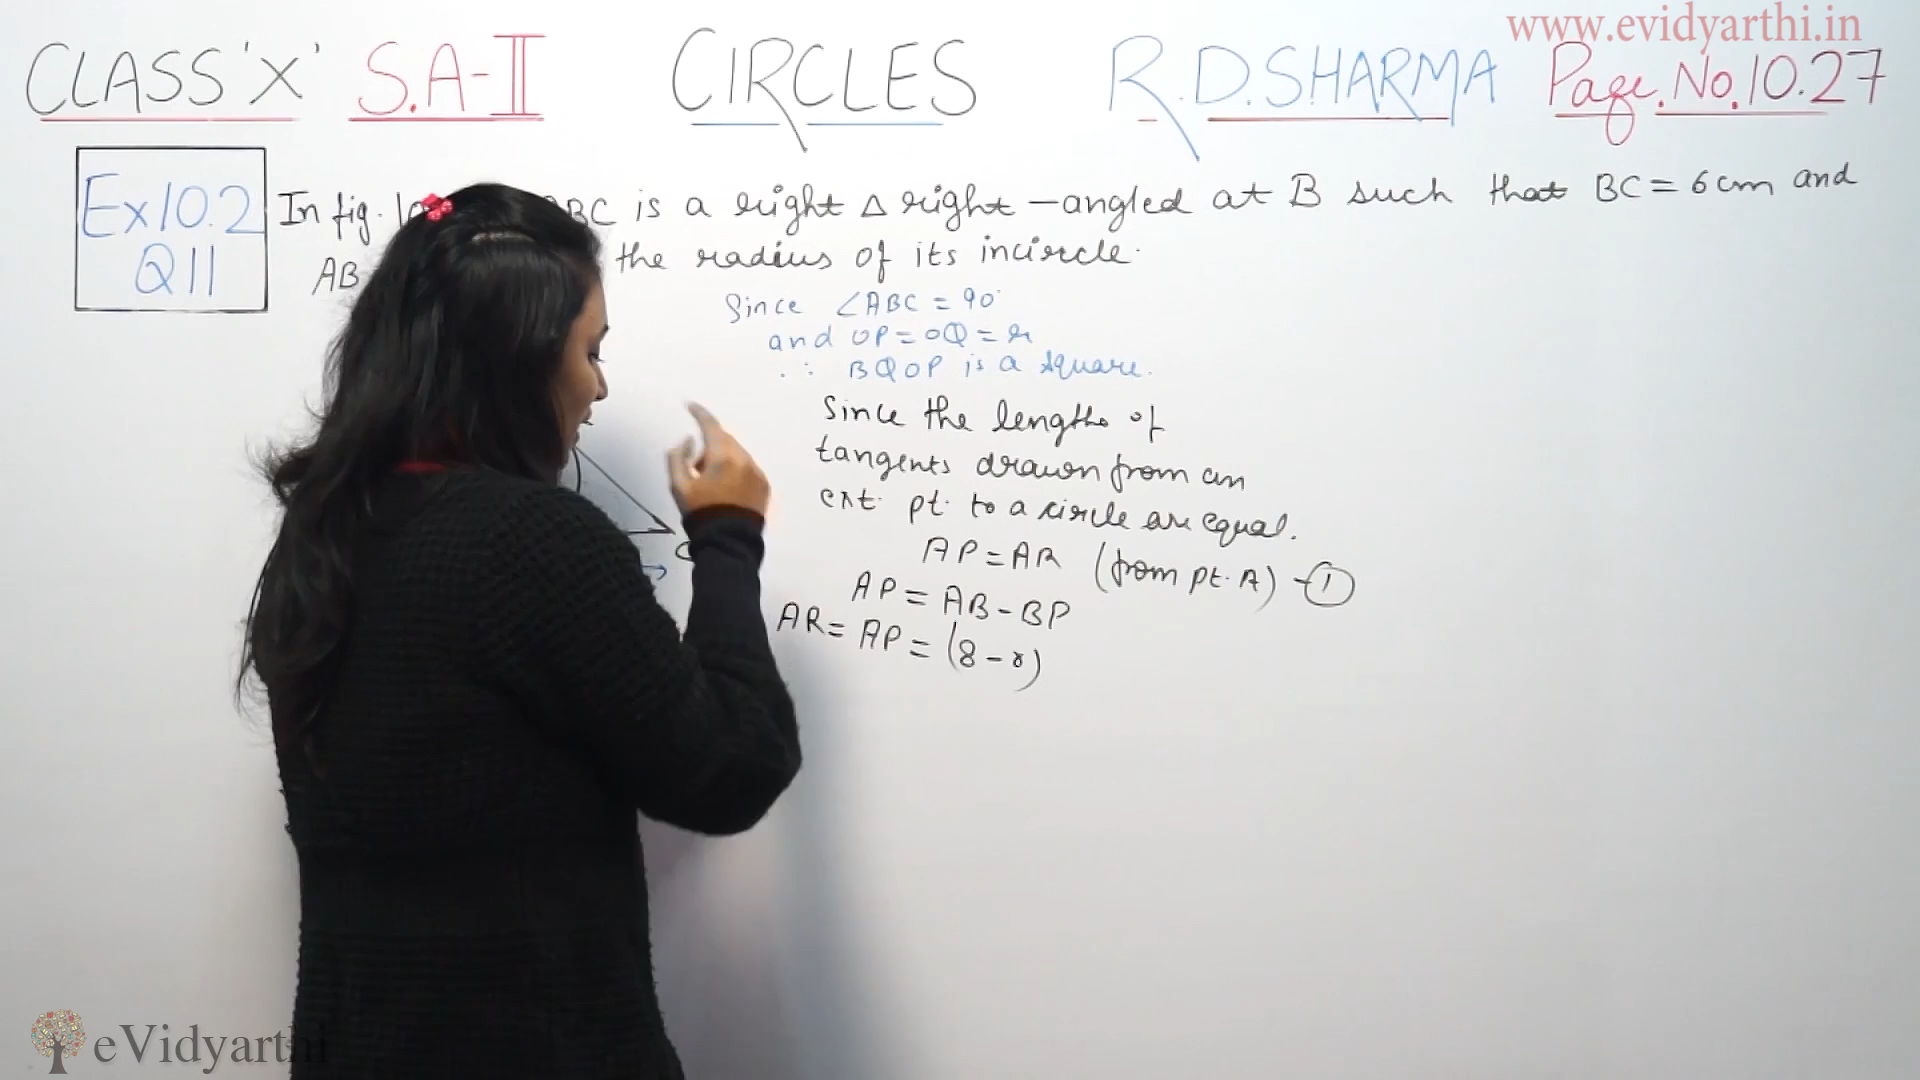 www.evidyarthi.in
CLASS 'X' S.A-II CIRCLES R.D.SHARMA Page.No.10.27
Ex10.2
Q11
In fig. BC is a right Δ right-angled at B such that BC = 6cm and
AB the radius of its incircle.
Since ∠ABC = 90°
and OP = OQ = r
∴ BQOP is a square.
Since the lengths of
tangents drawn from an
ext. pt. to a circle are equal.
AP = AR (from pt. A) - ①
AP = AB - BP
AR = AP = (8 - r)
eVidyarthi